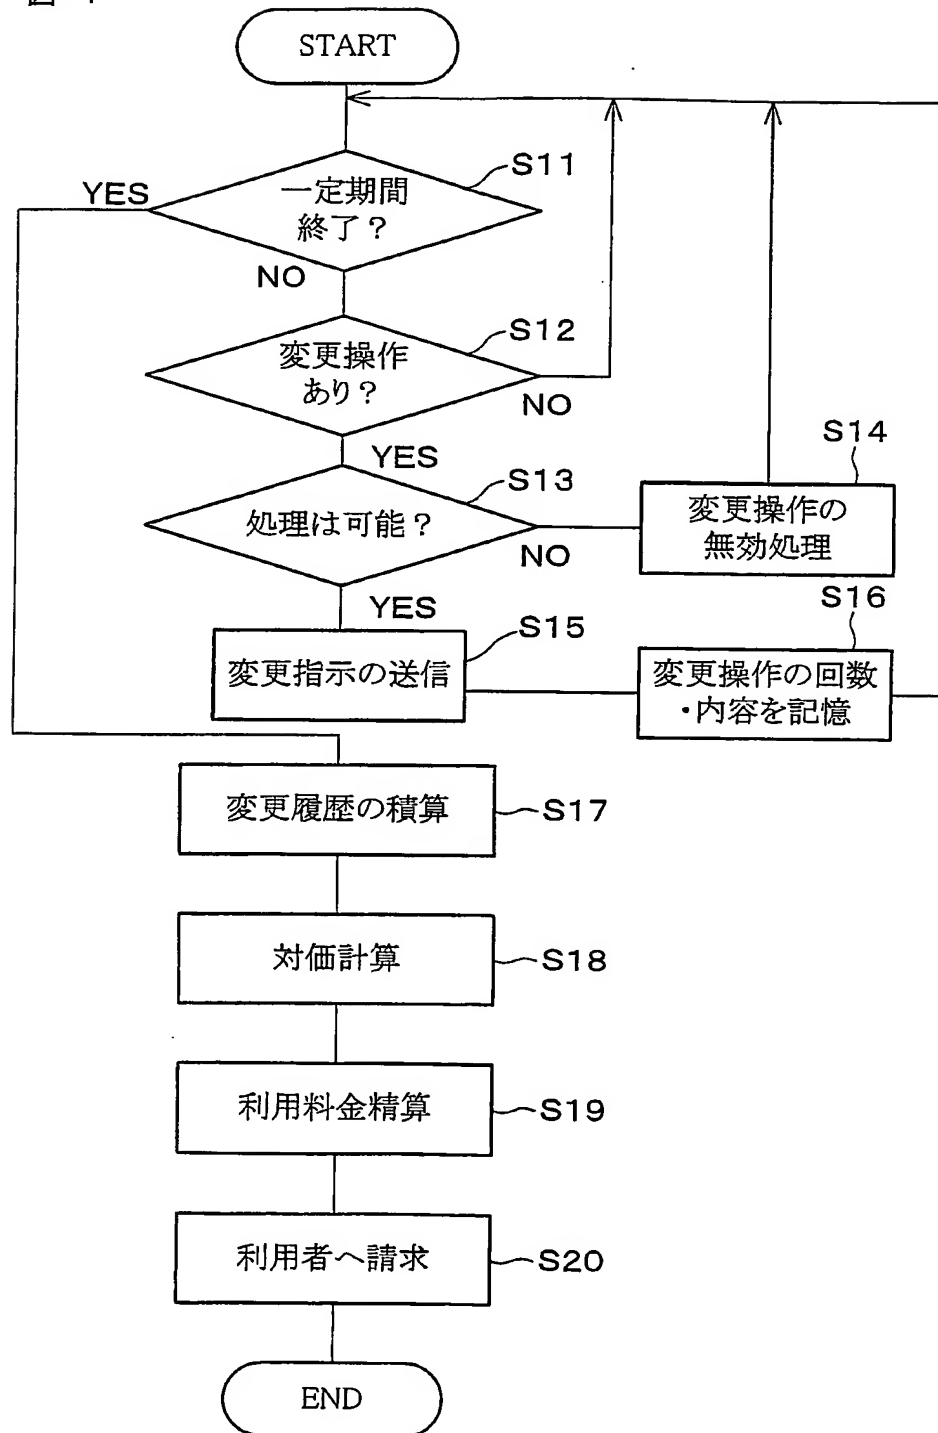 START
S11
YES
一定期間
終了？
NO
S12
変更操作
あり？
NO
YES
S13
処理は可能？
NO
S14
変更操作の
無効処理
YES
S15
変更指示の送信
S16
変更操作の回数
・内容を記憶
変更履歴の積算
S17
対価計算
S18
利用料金精算
S19
利用者へ請求
S20
END